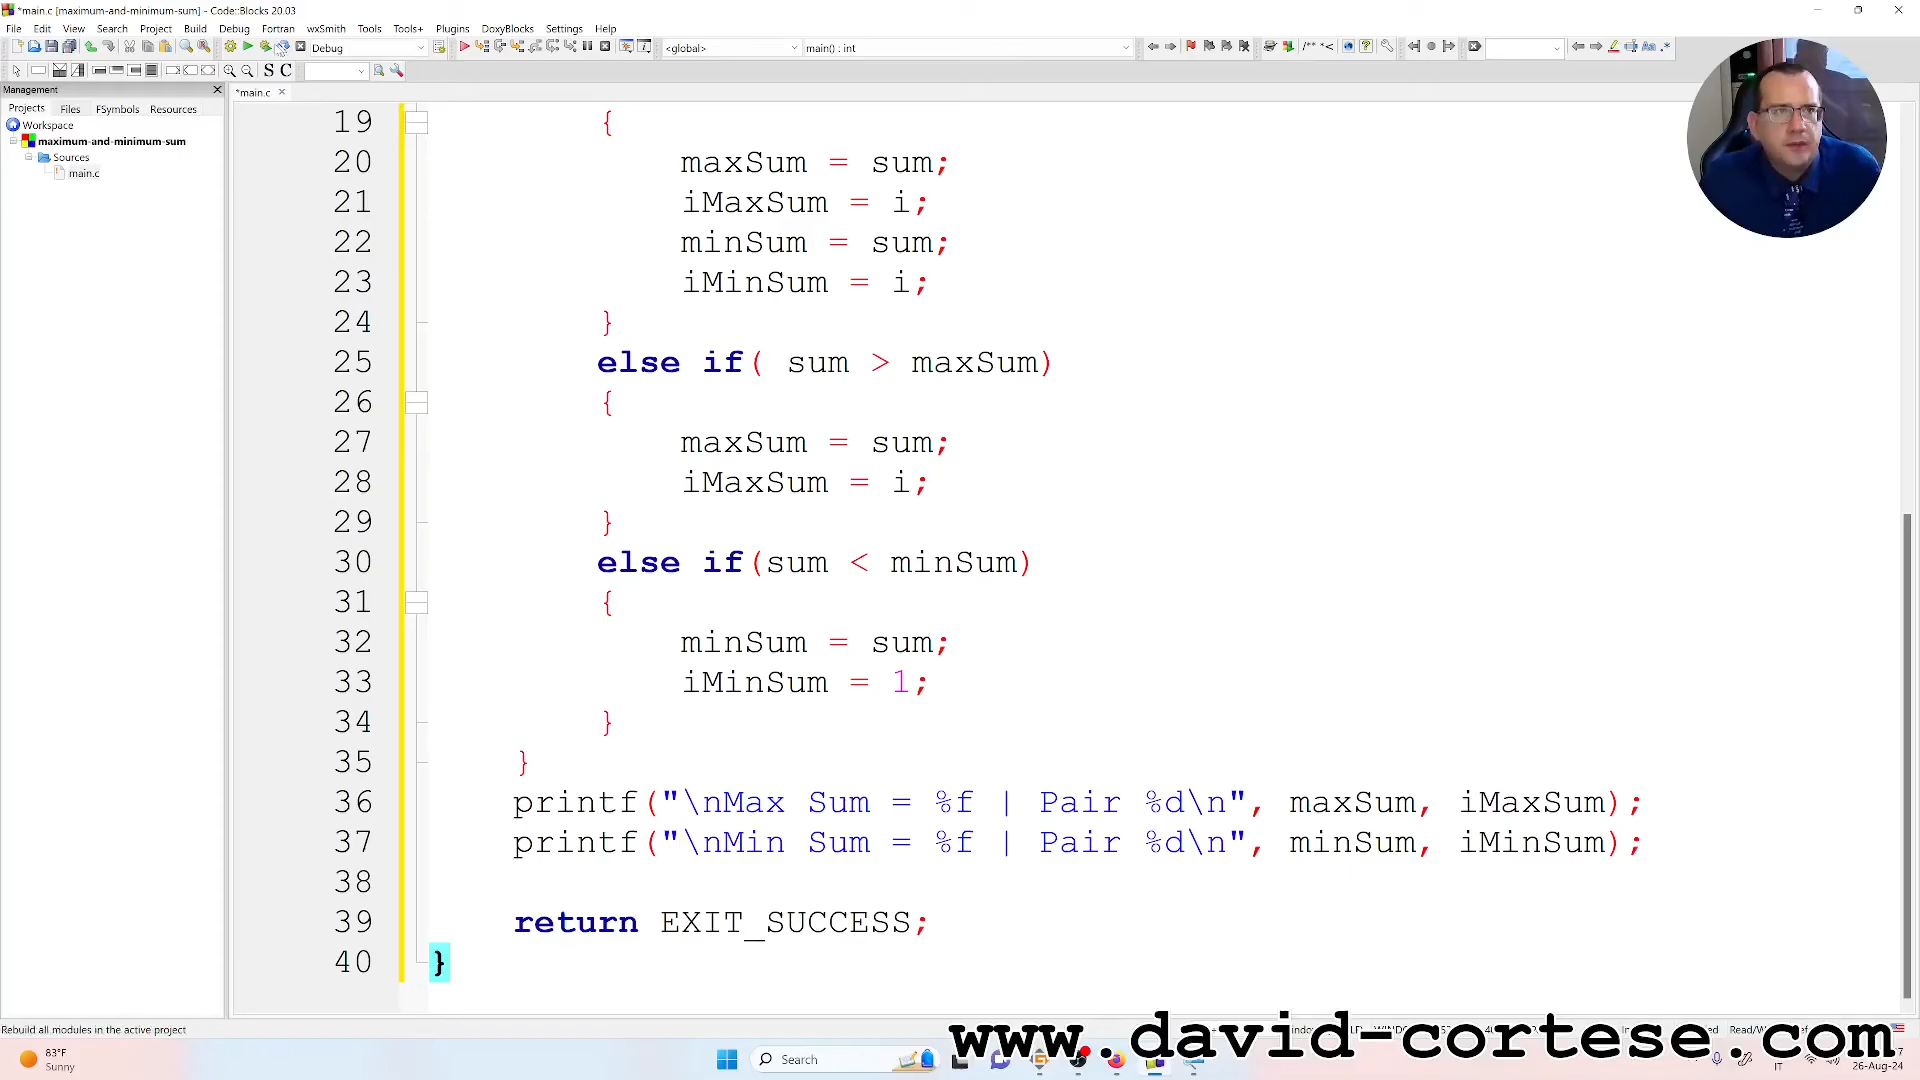 *main.c [maximum-and-minimum-sum] - Code::Blocks 20.03
File Edit View Search Project Build Debug Fortran wxSmith Tools Tools+ Plugins DoxyBlocks Settings Help
Debug <global> main() : int
S C
Management
*main.c
Projects Files FSymbols Resources
Workspace
maximum-and-minimum-sum
Sources
main.c
19 {
20 maxSum = sum;
21 iMaxSum = i;
22 minSum = sum;
23 iMinSum = i;
24 }
25 else if( sum > maxSum)
26 {
27 maxSum = sum;
28 iMaxSum = i;
29 }
30 else if(sum < minSum)
31 {
32 minSum = sum;
33 iMinSum = 1;
34 }
35 }
36 printf("\nMax Sum = %f | Pair %d\n", maxSum, iMaxSum);
37 printf("\nMin Sum = %f | Pair %d\n", minSum, iMinSum);
38
39 return EXIT_SUCCESS;
40 }
Rebuild all modules in the active project
www.david-cortese.com
83°F
Sunny
Search
IT
26-Aug-24